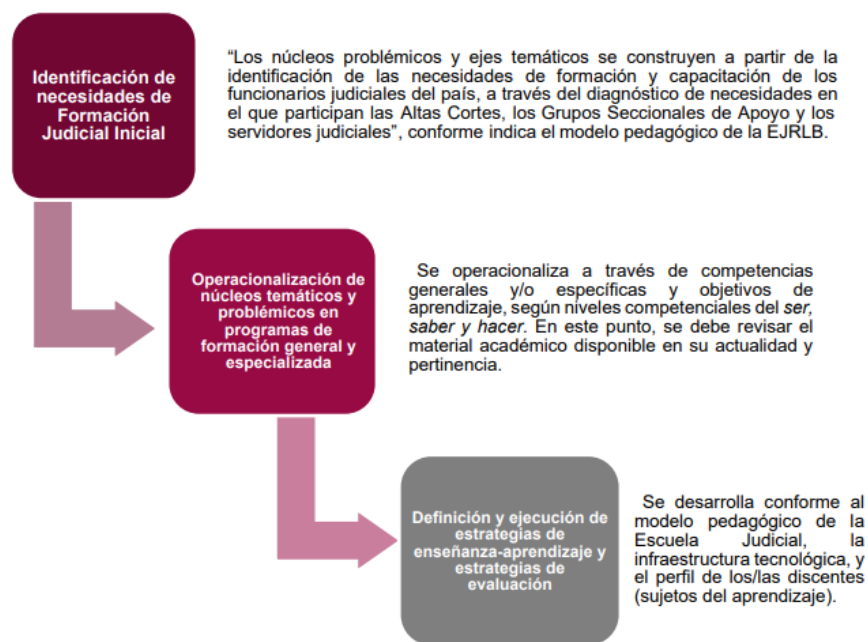 Identificación de
necesidades de
Formación
Judicial Inicial
“Los núcleos problémicos y ejes temáticos se construyen a partir de la
identificación de las necesidades de formación y capacitación de los
funcionarios judiciales del país, a través del diagnóstico de necesidades en
el que participan las Altas Cortes, los Grupos Seccionales de Apoyo y los
servidores judiciales”, conforme indica el modelo pedagógico de la EJRLB.
Operacionalización de
núcleos temáticos y
problémicos en
programas de
formación general y
especializada
Se operacionaliza a través de competencias
generales y/o específicas y objetivos de
aprendizaje, según niveles competenciales del ser,
saber y hacer. En este punto, se debe revisar el
material académico disponible en su actualidad y
pertinencia.
Definición y ejecución de
estrategias de
enseñanza-aprendizaje y
estrategias de
evaluación
Se desarrolla conforme al
modelo pedagógico de la
Escuela Judicial, la
infraestructura tecnológica, y
el perfil de los/las discentes
(sujetos del aprendizaje).